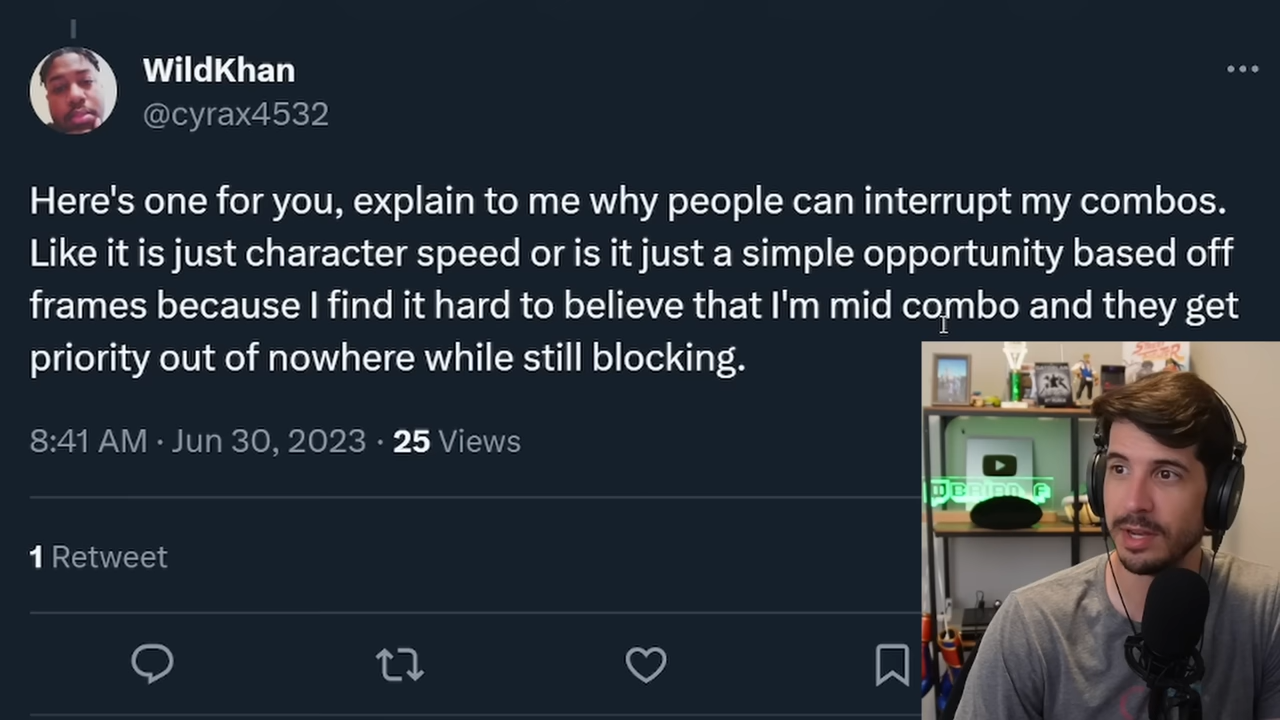 WildKhan
@cyrax4532
Here's one for you, explain to me why people can interrupt my combos.
Like it is just character speed or is it just a simple opportunity based off
frames because I find it hard to believe that I'm mid combo and they get
priority out of nowhere while still blocking.
8:41 AM · Jun 30, 2023 · 25 Views
1 Retweet
BRIAN_F